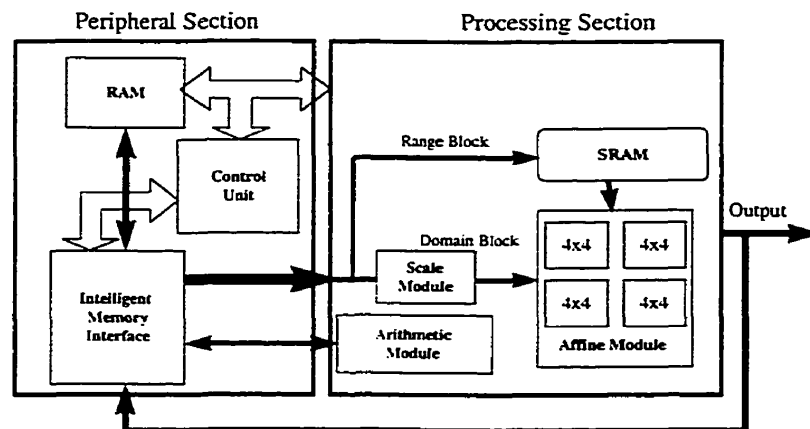 Peripheral Section
Processing Section
RAM
Control
Unit
Intelligent
Memory
Interface
Range Block
SRAM
Domain Block
Scale
Module
Arithmetic
Module
4x4
4x4
4x4
4x4
Affine Module
Output